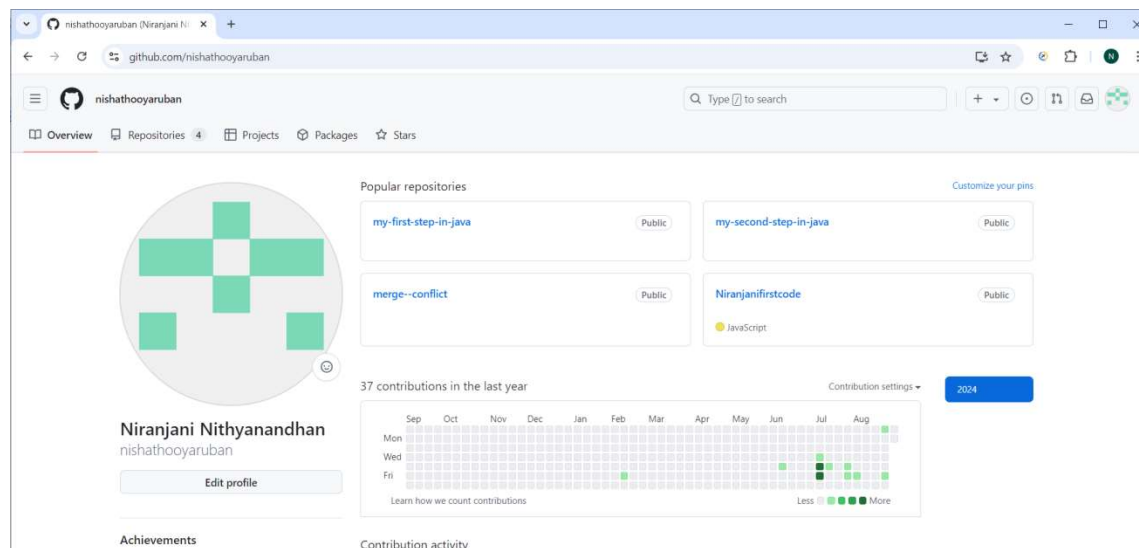 nishathooyaruban (Niranjani Ni
github.com/nishathooyaruban
N
nishathooyaruban
Type / to search
Overview Repositories 4 Projects Packages Stars
Popular repositories
Customize your pins
my-first-step-in-java Public
my-second-step-in-java Public
merge--conflict Public
Niranjanifirstcode Public
JavaScript
37 contributions in the last year
Contribution settings
2024
Sep Oct Nov Dec Jan Feb Mar Apr May Jun Jul Aug
Mon
Wed
Fri
Learn how we count contributions
Less More
Niranjani Nithyanandhan
nishathooyaruban
Edit profile
Achievements
Contribution activity